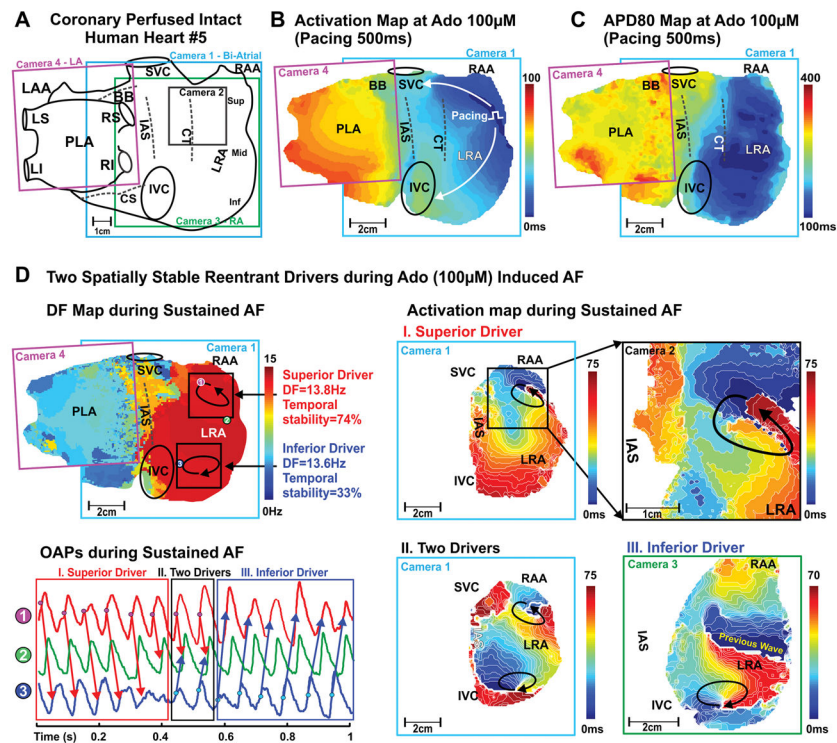 A Coronary Perfused Intact
Human Heart #5
Camera 4 - LA
Camera 1 - Bi-Atrial
SVC
RAA
LAA
BB
Camera 2
Sup
LS
RS
IAS
CT
PLA
Mid
LRA
LI
RI
IVC
CS
Inf
1cm
Camera 3 - RA
B Activation Map at Ado 100µM
(Pacing 500ms)
Camera 1
Camera 4
RAA
100
BB
SVC
Pacing
PLA
IAS
CT
LRA
IVC
2cm
0ms
C APD80 Map at Ado 100µM
(Pacing 500ms)
Camera 1
Camera 4
RAA
400
BB
SVC
PLA
IAS
CT
LRA
IVC
2cm
100ms
D Two Spatially Stable Reentrant Drivers during Ado (100µM) Induced AF
DF Map during Sustained AF
Camera 4
Camera 1
RAA
15
SVC
1
PLA
IAS
2
LRA
3
IVC
2cm
0Hz
Superior Driver
DF=13.8Hz
Temporal
stability=74%
Inferior Driver
DF=13.6Hz
Temporal
stability=33%
OAPs during Sustained AF
I. Superior Driver
II. Two Drivers
III. Inferior Driver
1
2
3
Time (s) 0.2 0.4 0.6 0.8 1
Activation map during Sustained AF
I. Superior Driver
Camera 1
RAA
75
SVC
IAS
LRA
IVC
2cm
0ms
Camera 2
75
IAS
LRA
1cm
0ms
II. Two Drivers
Camera 1
75
RAA
SVC
IAS
LRA
IVC
2cm
0ms
III. Inferior Driver
Camera 3
70
RAA
IAS
Previous Wave
LRA
IVC
2cm
0ms